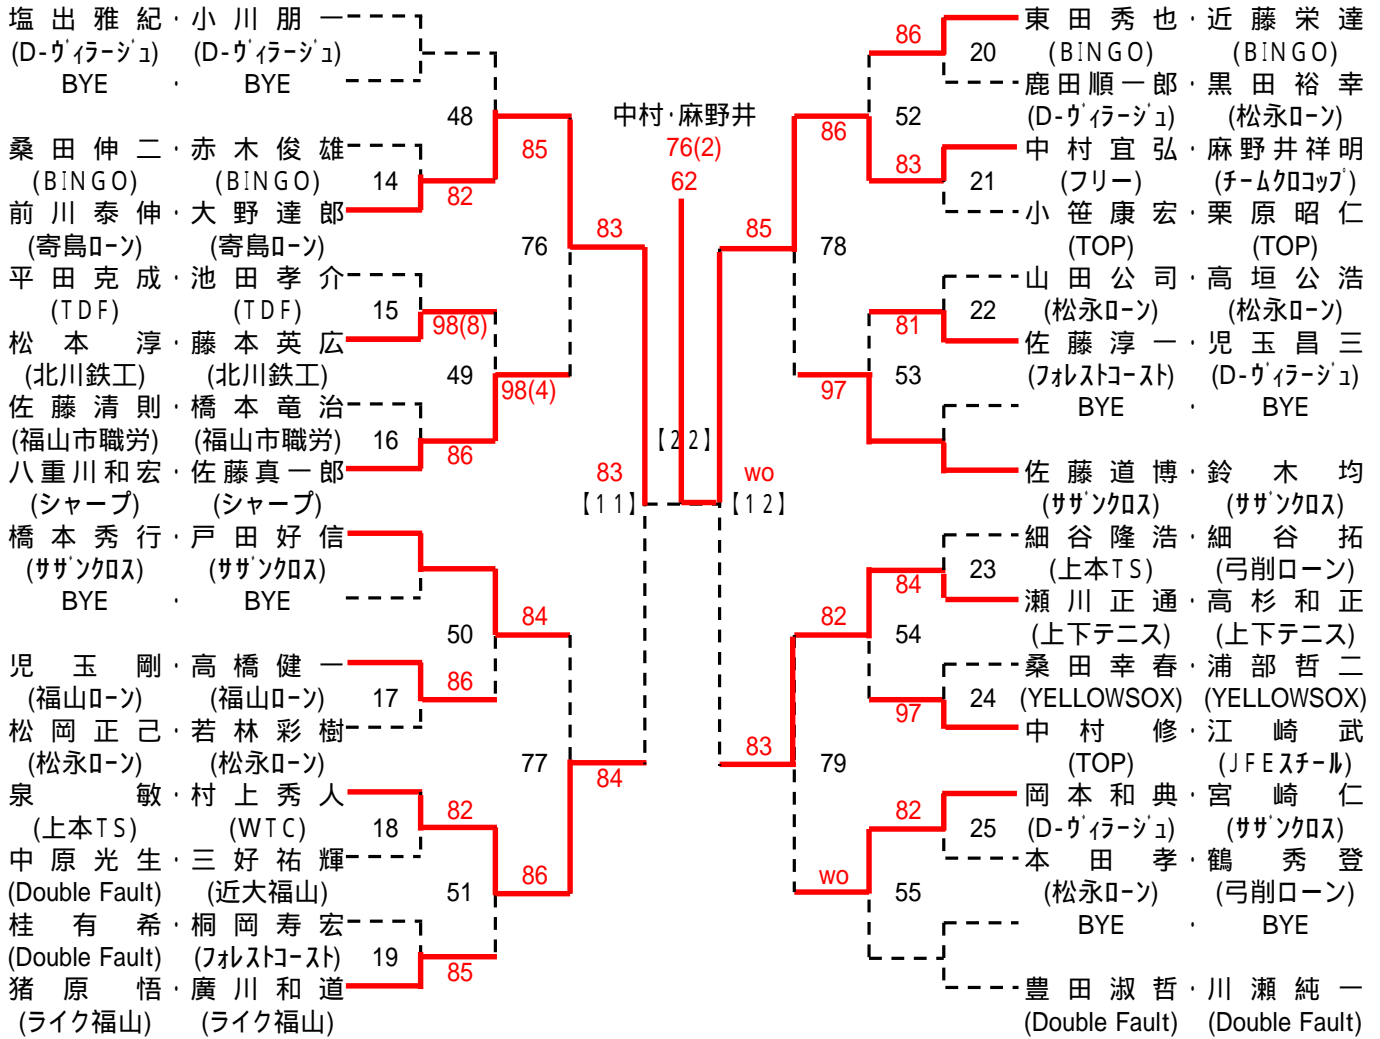 塩出雅紀・小川朋一
(D-ヴィラージュ) (D-ヴィラージュ)
BYE ・ BYE
48
桑田伸二・赤木俊雄
(BINGO) (BINGO)
14
82
85
前川泰伸・大野達郎
(寄島ローン) (寄島ローン)
76
83
平田克成・池田孝介
(TDF) (TDF)
15
98(8)
松本淳・藤本英広
(北川鉄工) (北川鉄工)
49
98(4)
佐藤清則・橋本竜治
(福山市職労) (福山市職労)
16
86
八重川和宏・佐藤真一郎
(シャープ) (シャープ)
83
【11】
橋本秀行・戸田好信
(サザンクロス) (サザンクロス)
BYE ・ BYE
50
84
児玉剛・高橋健一
(福山ローン) (福山ローン)
17
86
松岡正己・若林彩樹
(松永ローン) (松永ローン)
77
84
泉敏・村上秀人
(上本TS) (WTC)
18
82
中原光生・三好祐輝
(Double Fault) (近大福山)
51
86
桂有希・桐岡寿宏
(Double Fault) (フォレストコースト)
19
85
猪原悟・廣川和道
(ライク福山) (ライク福山)
中村・麻野井
76(2)
62
【22】
東田秀也・近藤栄達
(BINGO) (BINGO)
20
86
鹿田順一郎・黒田裕幸
(D-ヴィラージュ) (松永ローン)
52
86
中村宜弘・麻野井祥明
(フリー) (チームクロコップ)
21
83
小笹康宏・栗原昭仁
(TOP) (TOP)
78
85
山田公司・高垣公浩
(松永ローン) (松永ローン)
22
81
佐藤淳一・児玉昌三
(フォレストコースト) (D-ヴィラージュ)
53
97
BYE ・ BYE
佐藤道博・鈴木均
(サザンクロス) (サザンクロス)
wo
【12】
細谷隆浩・細谷拓
(上本TS) (弓削ローン)
23
84
瀬川正通・高杉和正
(上下テニス) (上下テニス)
54
82
桑田幸春・浦部哲二
(YELLOWSOX) (YELLOWSOX)
24
97
中村修・江崎武
(TOP) (JFEスチール)
79
83
岡本和典・宮崎仁
(D-ヴィラージュ) (サザンクロス)
25
82
本田孝・鶴秀登
(松永ローン) (弓削ローン)
55
wo
BYE ・ BYE
豊田淑哲・川瀬純一
(Double Fault) (Double Fault)